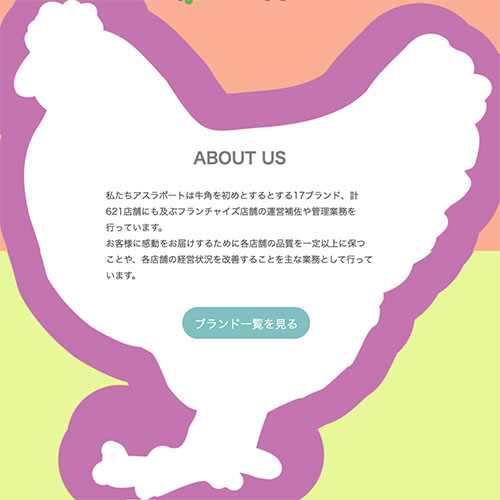 ABOUT US
私たちアスラポートは牛角を初めとするとする17ブランド、計
621店舗にも及ぶフランチャイズ店舗の運営補佐や管理業務を
行っています。
お客様に感動をお届けするために各店舗の品質を一定以上に保つ
ことや、各店舗の経営状況を改善することを主な業務として行って
います。
ブランド一覧を見る